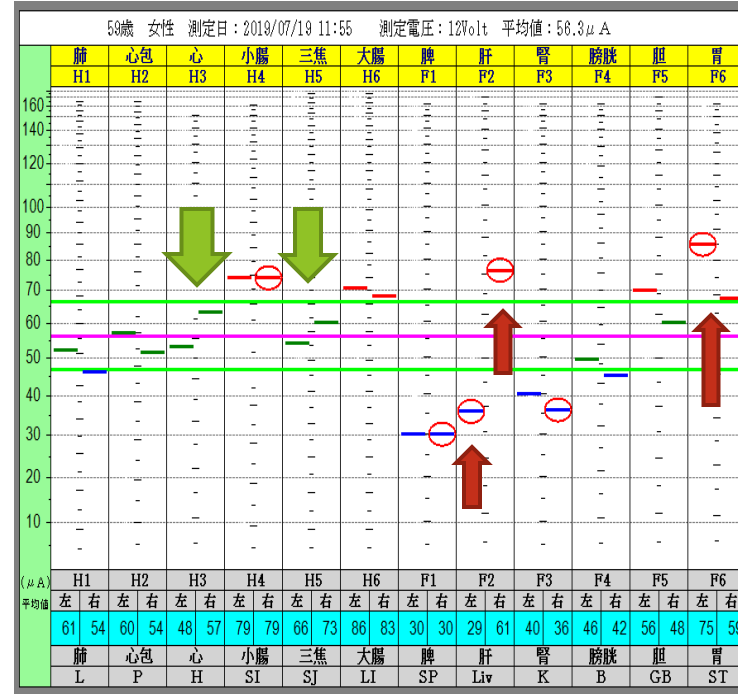 59歳 女性 測定日：2019/07/19 11:55 測定電圧：12Volt 平均値：56.3μA
肺 心包 心 小腸 三焦 大腸 脾 肝 腎 膀胱 胆 胃
H1 H2 H3 H4 H5 H6 F1 F2 F3 F4 F5 F6
160
140
120
100
90
80
70
60
50
40
30
20
10
(μA) H1 H2 H3 H4 H5 H6 F1 F2 F3 F4 F5 F6
平均値 左 右 左 右 左 右 左 右 左 右 左 右 左 右 左 右 左 右 左 右 左 右 左 右
61 54 60 54 48 57 79 79 66 73 86 83 30 30 29 61 40 36 46 42 56 48 75 59
肺 心包 心 小腸 三焦 大腸 脾 肝 腎 膀胱 胆 胃
L P H SI SJ LI SP Liv K B GB ST